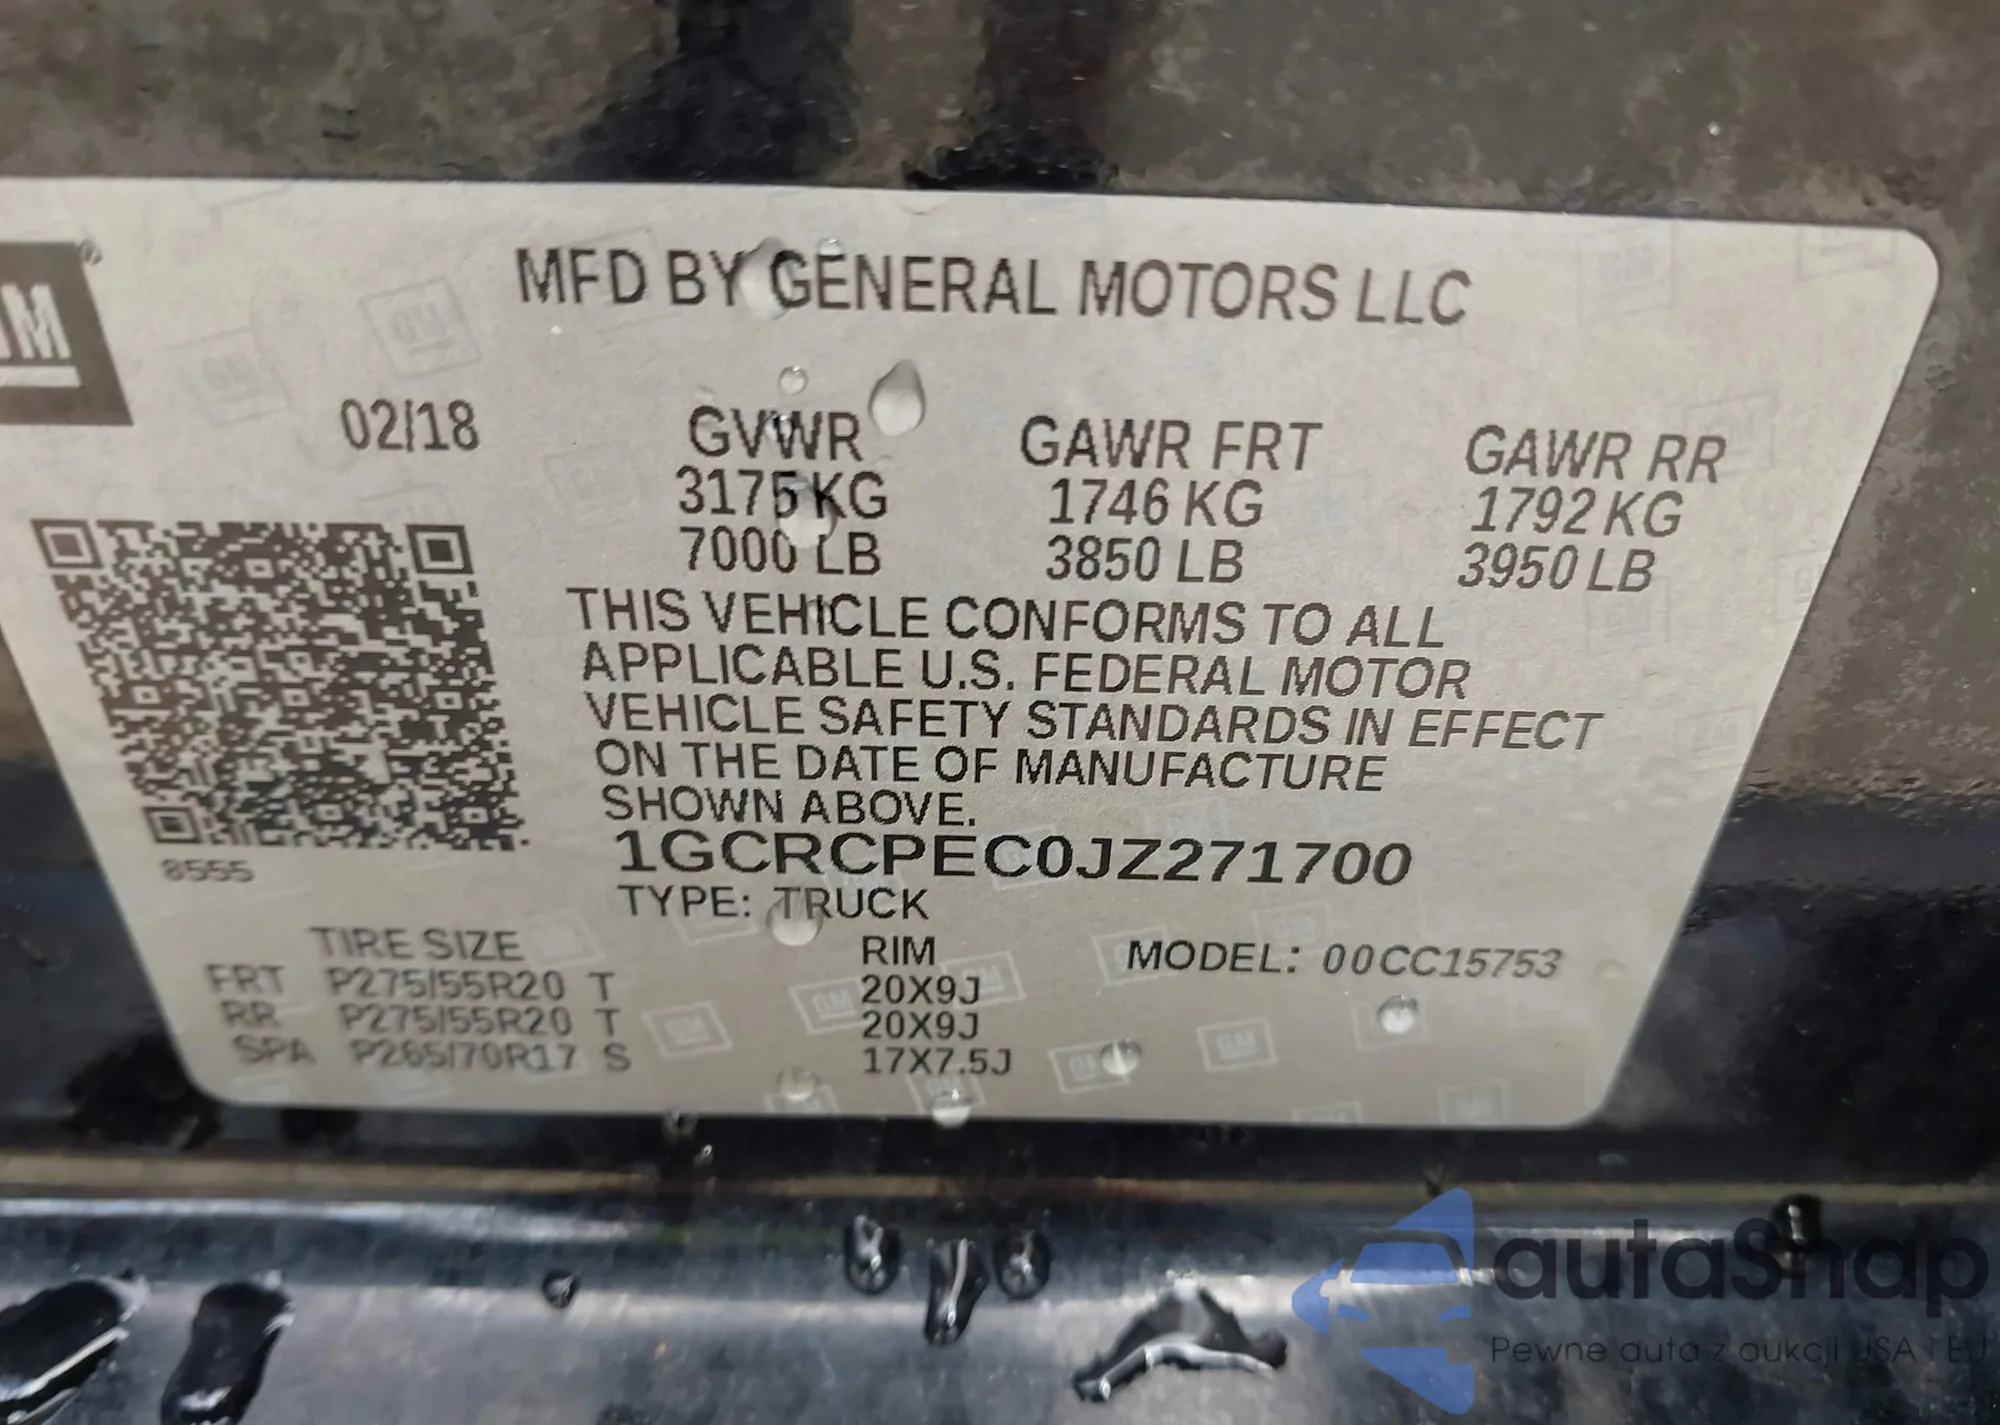 GM
MFD BY GENERAL MOTORS LLC
02/18 GVWR GAWR FRT GAWR RR
3175 KG 1746 KG 1792 KG
7000 LB 3850 LB 3950 LB
THIS VEHICLE CONFORMS TO ALL
APPLICABLE U.S. FEDERAL MOTOR
VEHICLE SAFETY STANDARDS IN EFFECT
ON THE DATE OF MANUFACTURE
SHOWN ABOVE.
8555 1GCRCPEC0JZ271700
TYPE: TRUCK
TIRE SIZE RIM MODEL: 00CC15753
FRT P275/55R20 T 20X9J
RR P275/55R20 T 20X9J
SPA P265/70R17 S 17X7.5J
autaSnap
Pewne auta z aukcji USA i EU